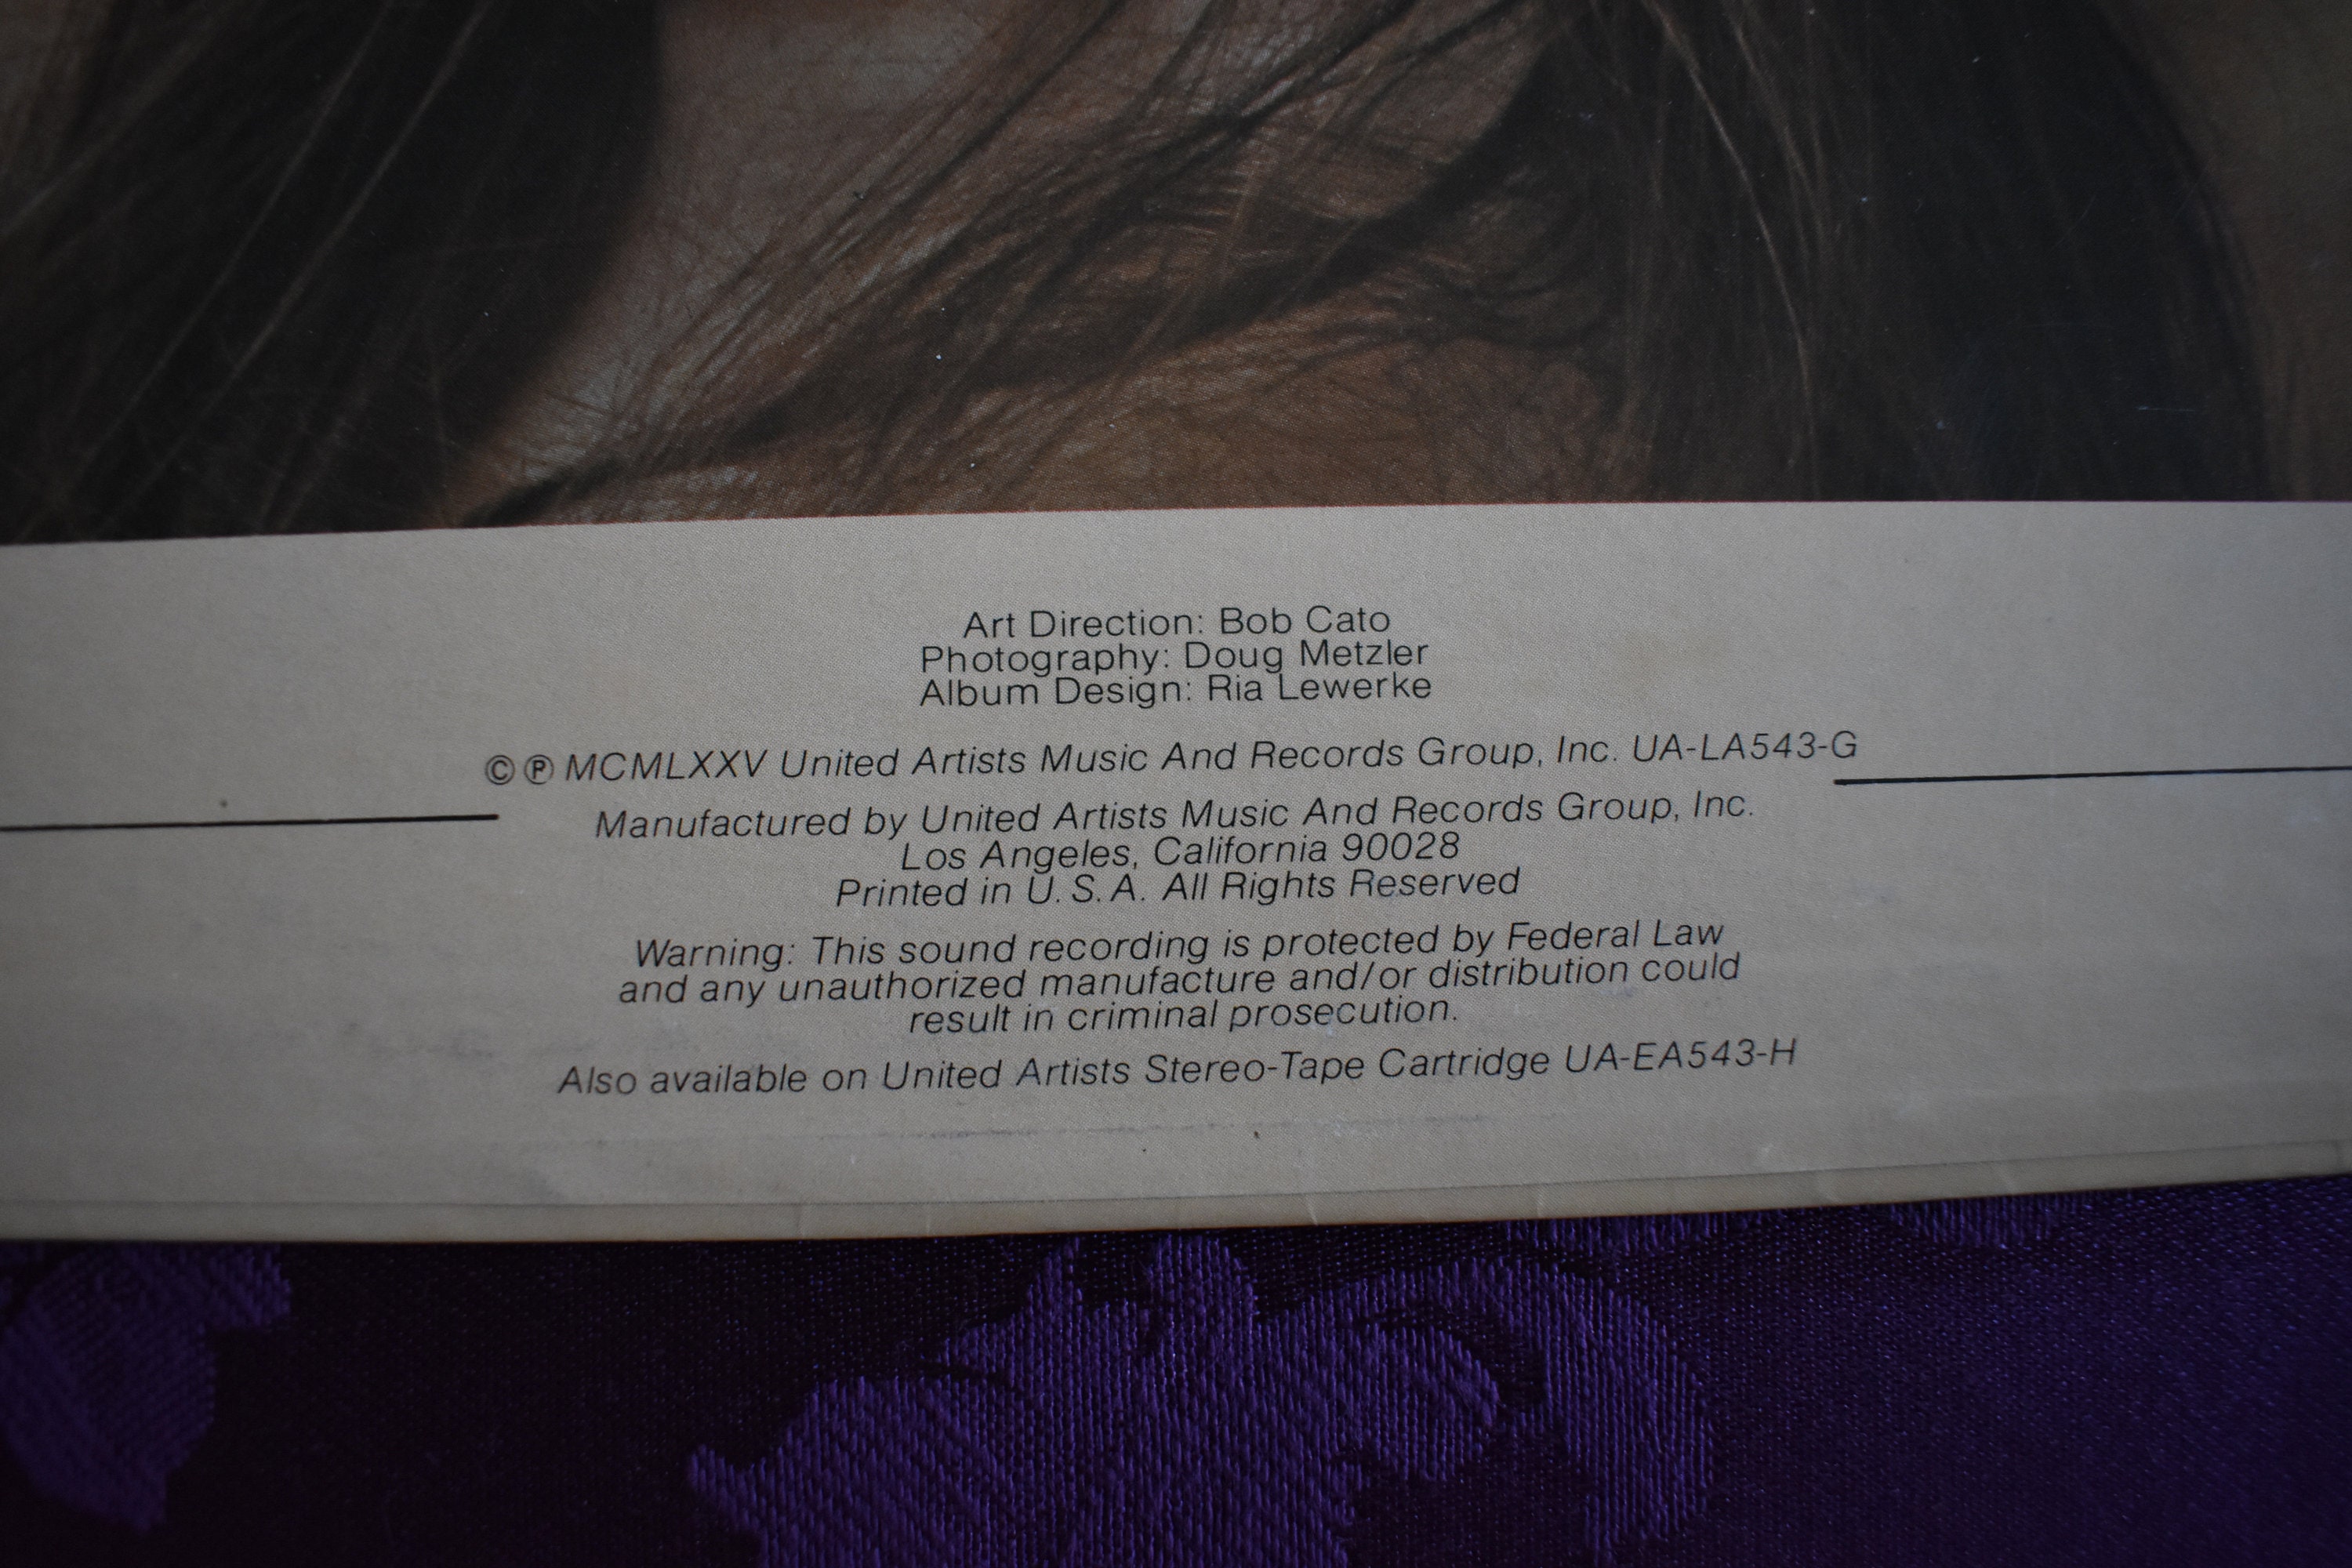 Art Direction: Bob Cato
Photography: Doug Metzler
Album Design: Ria Lewerke
©℗ MCMLXXV United Artists Music And Records Group, Inc. UA-LA543-G
Manufactured by United Artists Music And Records Group, Inc.
Los Angeles, California 90028
Printed in U.S.A. All Rights Reserved
Warning: This sound recording is protected by Federal Law
and any unauthorized manufacture and/or distribution could
result in criminal prosecution.
Also available on United Artists Stereo-Tape Cartridge UA-EA543-H